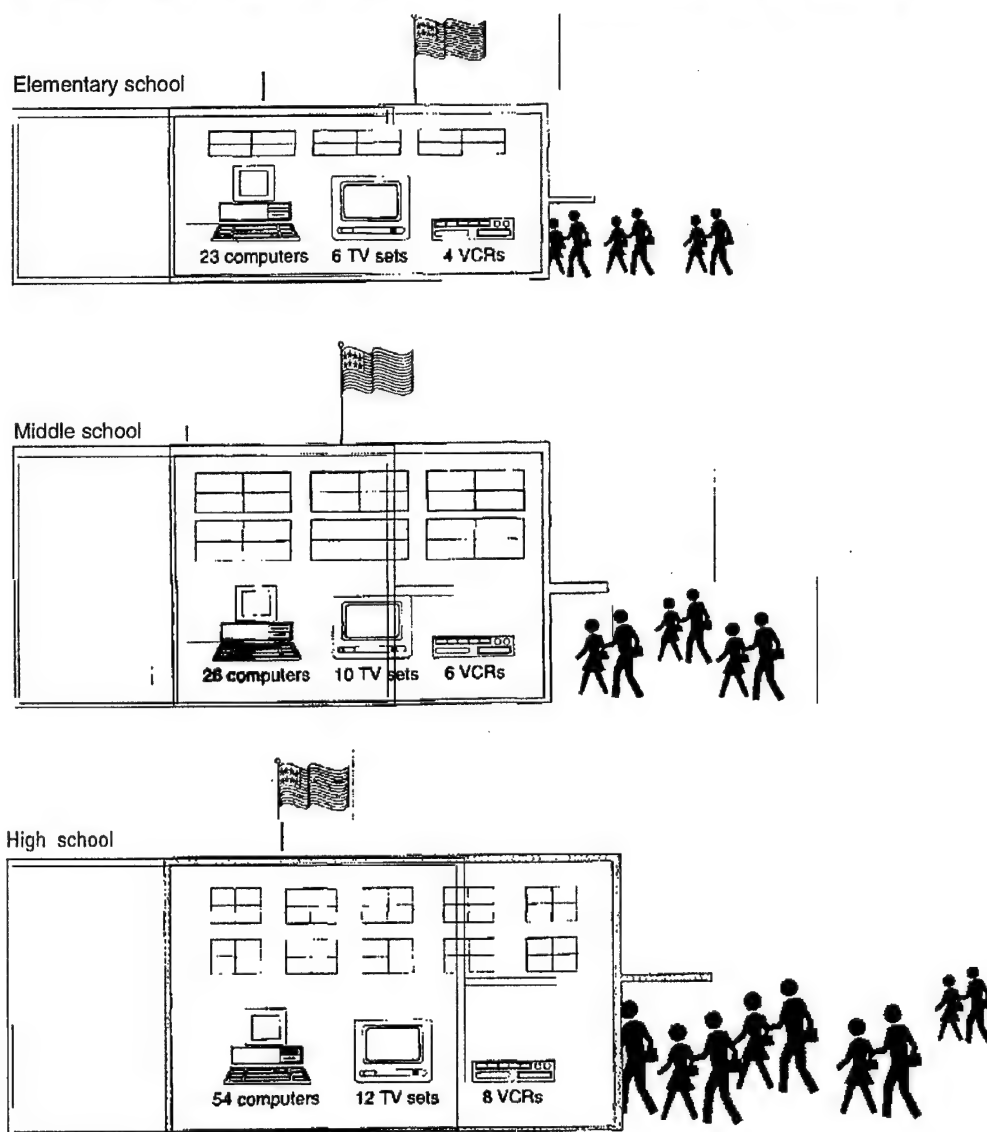 Elementary school
23 computers 6 TV sets 4 VCRs
Middle school
26 computers 10 TV sets 6 VCRs
High school
54 computers 12 TV sets 8 VCRs